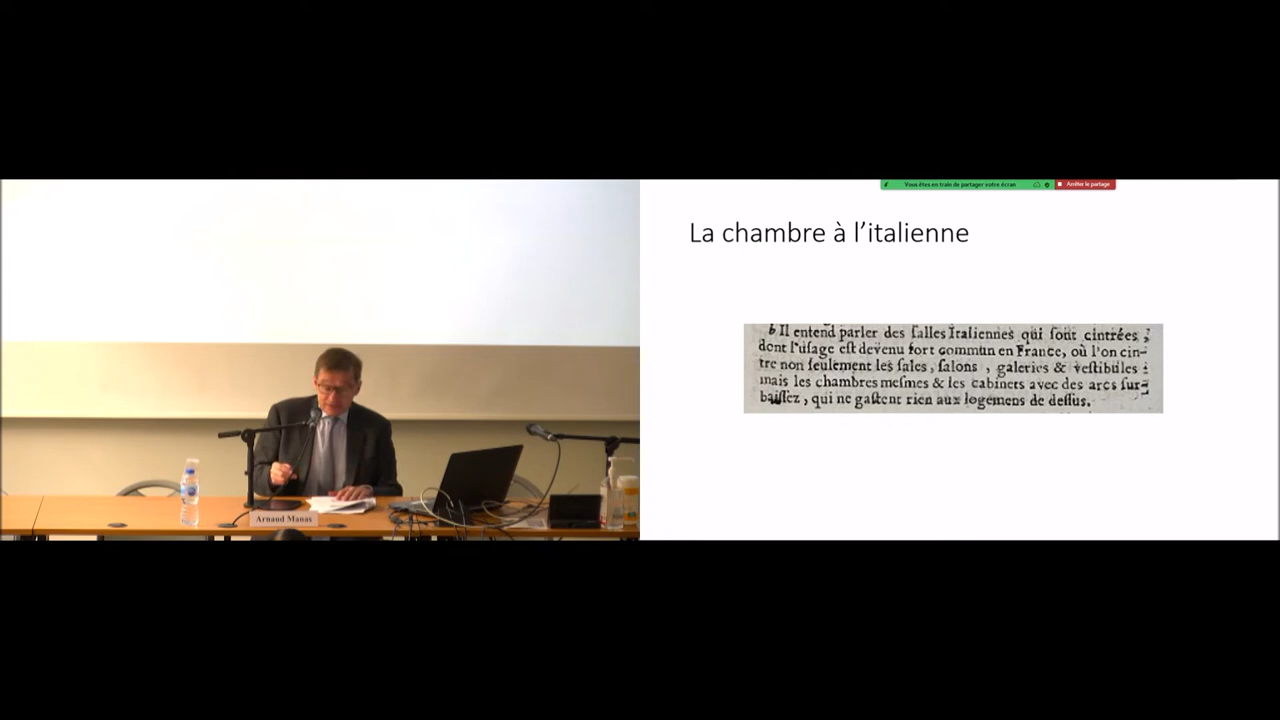 Vous êtes en train de partager votre écran
Arrêter le partage
La chambre à l'italienne
b Il entend parler des ſalles Italiennes qui ſont cintrées ;
dont l'uſage eſt devenu fort commun en France, où l'on cin-
tre non ſeulement les ſales, ſalons , galeries & veſtibules :
mais les chambres meſmes & les cabinets avec des arcs ſur-
baiſſez, qui ne gaſtent rien aux logemens de deſſus.
Arnaud Manas